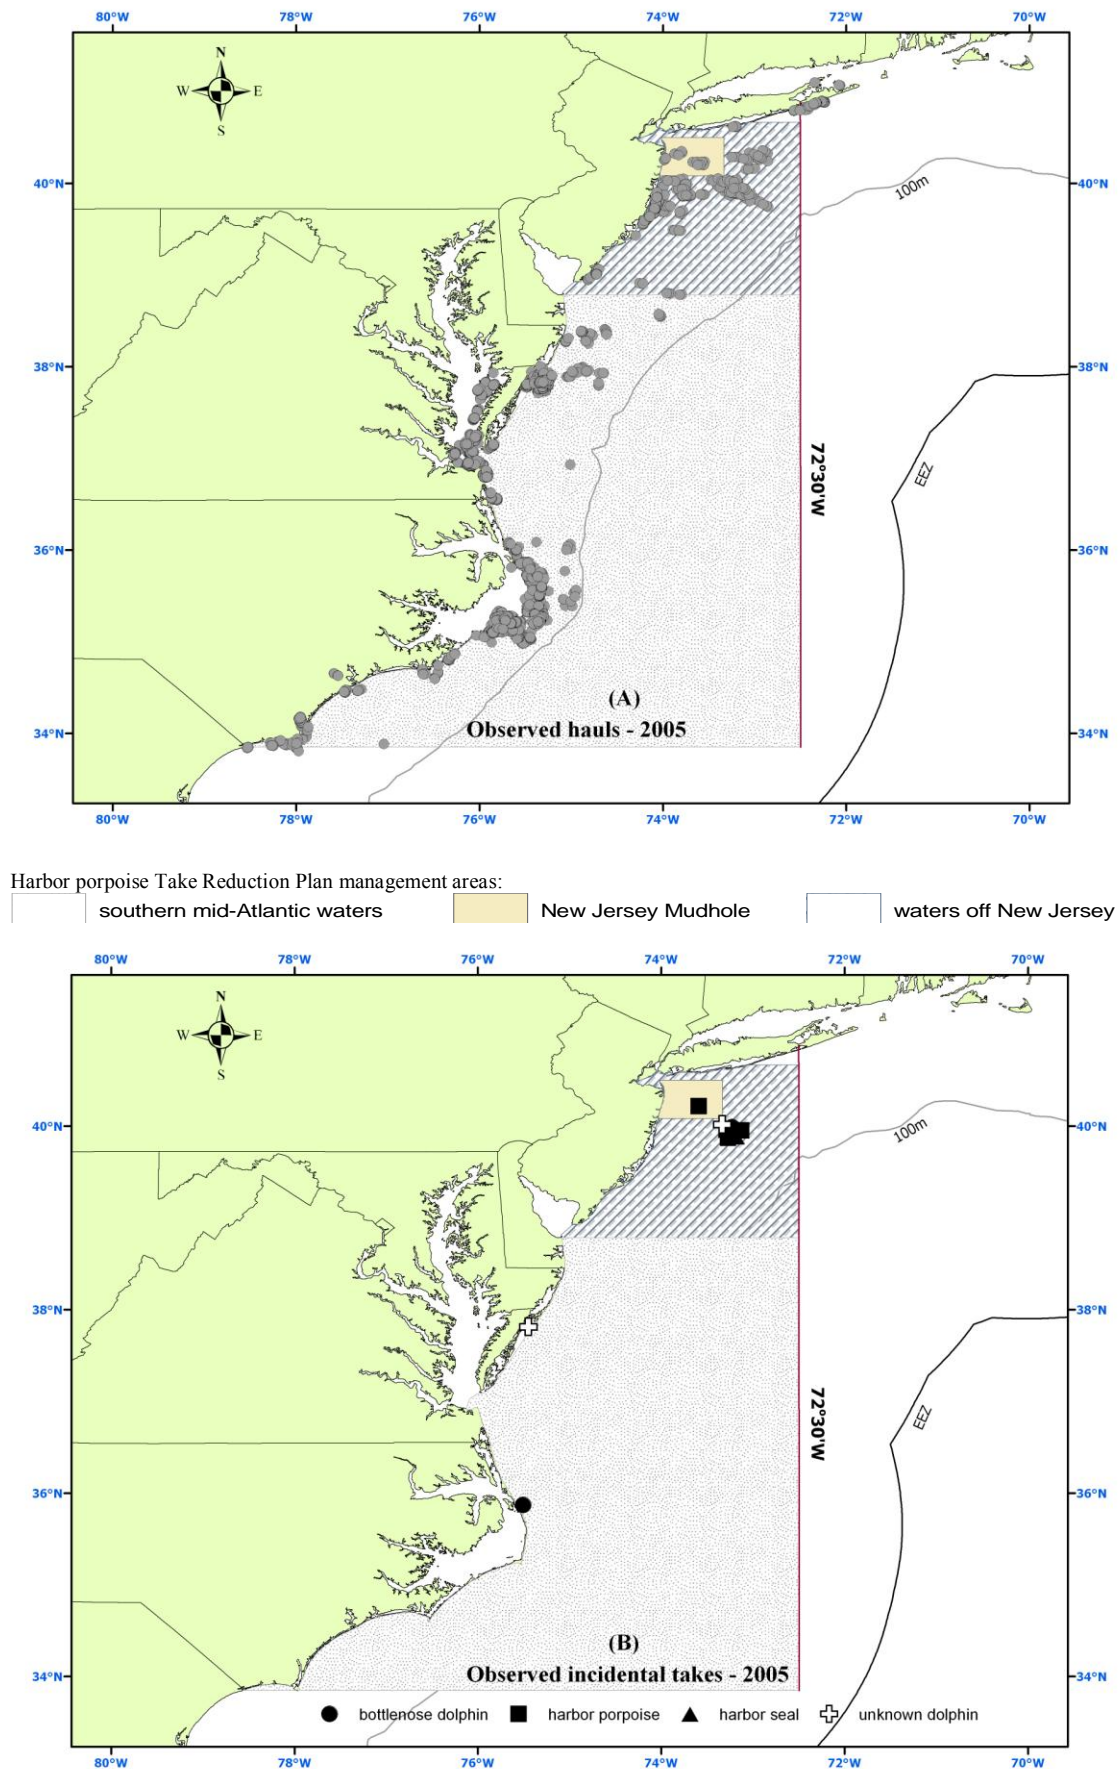 80°W 78°W 76°W 74°W 72°W 70°W
N
W E
S
40°N 40°N
100m
38°N 38°N
72°30'W
EEZ
36°N 36°N
(A)
Observed hauls - 2005
34°N 34°N
80°W 78°W 76°W 74°W 72°W 70°W
Harbor porpoise Take Reduction Plan management areas:
southern mid-Atlantic waters New Jersey Mudhole waters off New Jersey
80°W 78°W 76°W 74°W 72°W 70°W
N
W E
S
40°N 40°N
100m
38°N 38°N
72°30'W
EEZ
36°N 36°N
(B)
Observed incidental takes - 2005
34°N 34°N
bottlenose dolphin harbor porpoise harbor seal unknown dolphin
80°W 78°W 76°W 74°W 72°W 70°W